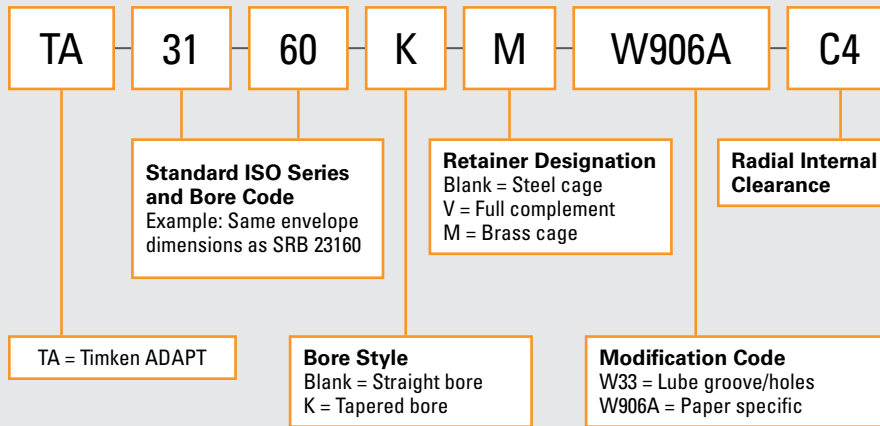 TA 31 60 K M W906A C4
Standard ISO Series
and Bore Code
Example: Same envelope
dimensions as SRB 23160
Retainer Designation
Blank = Steel cage
V = Full complement
M = Brass cage
Radial Internal
Clearance
TA = Timken ADAPT
Bore Style
Blank = Straight bore
K = Tapered bore
Modification Code
W33 = Lube groove/holes
W906A = Paper specific